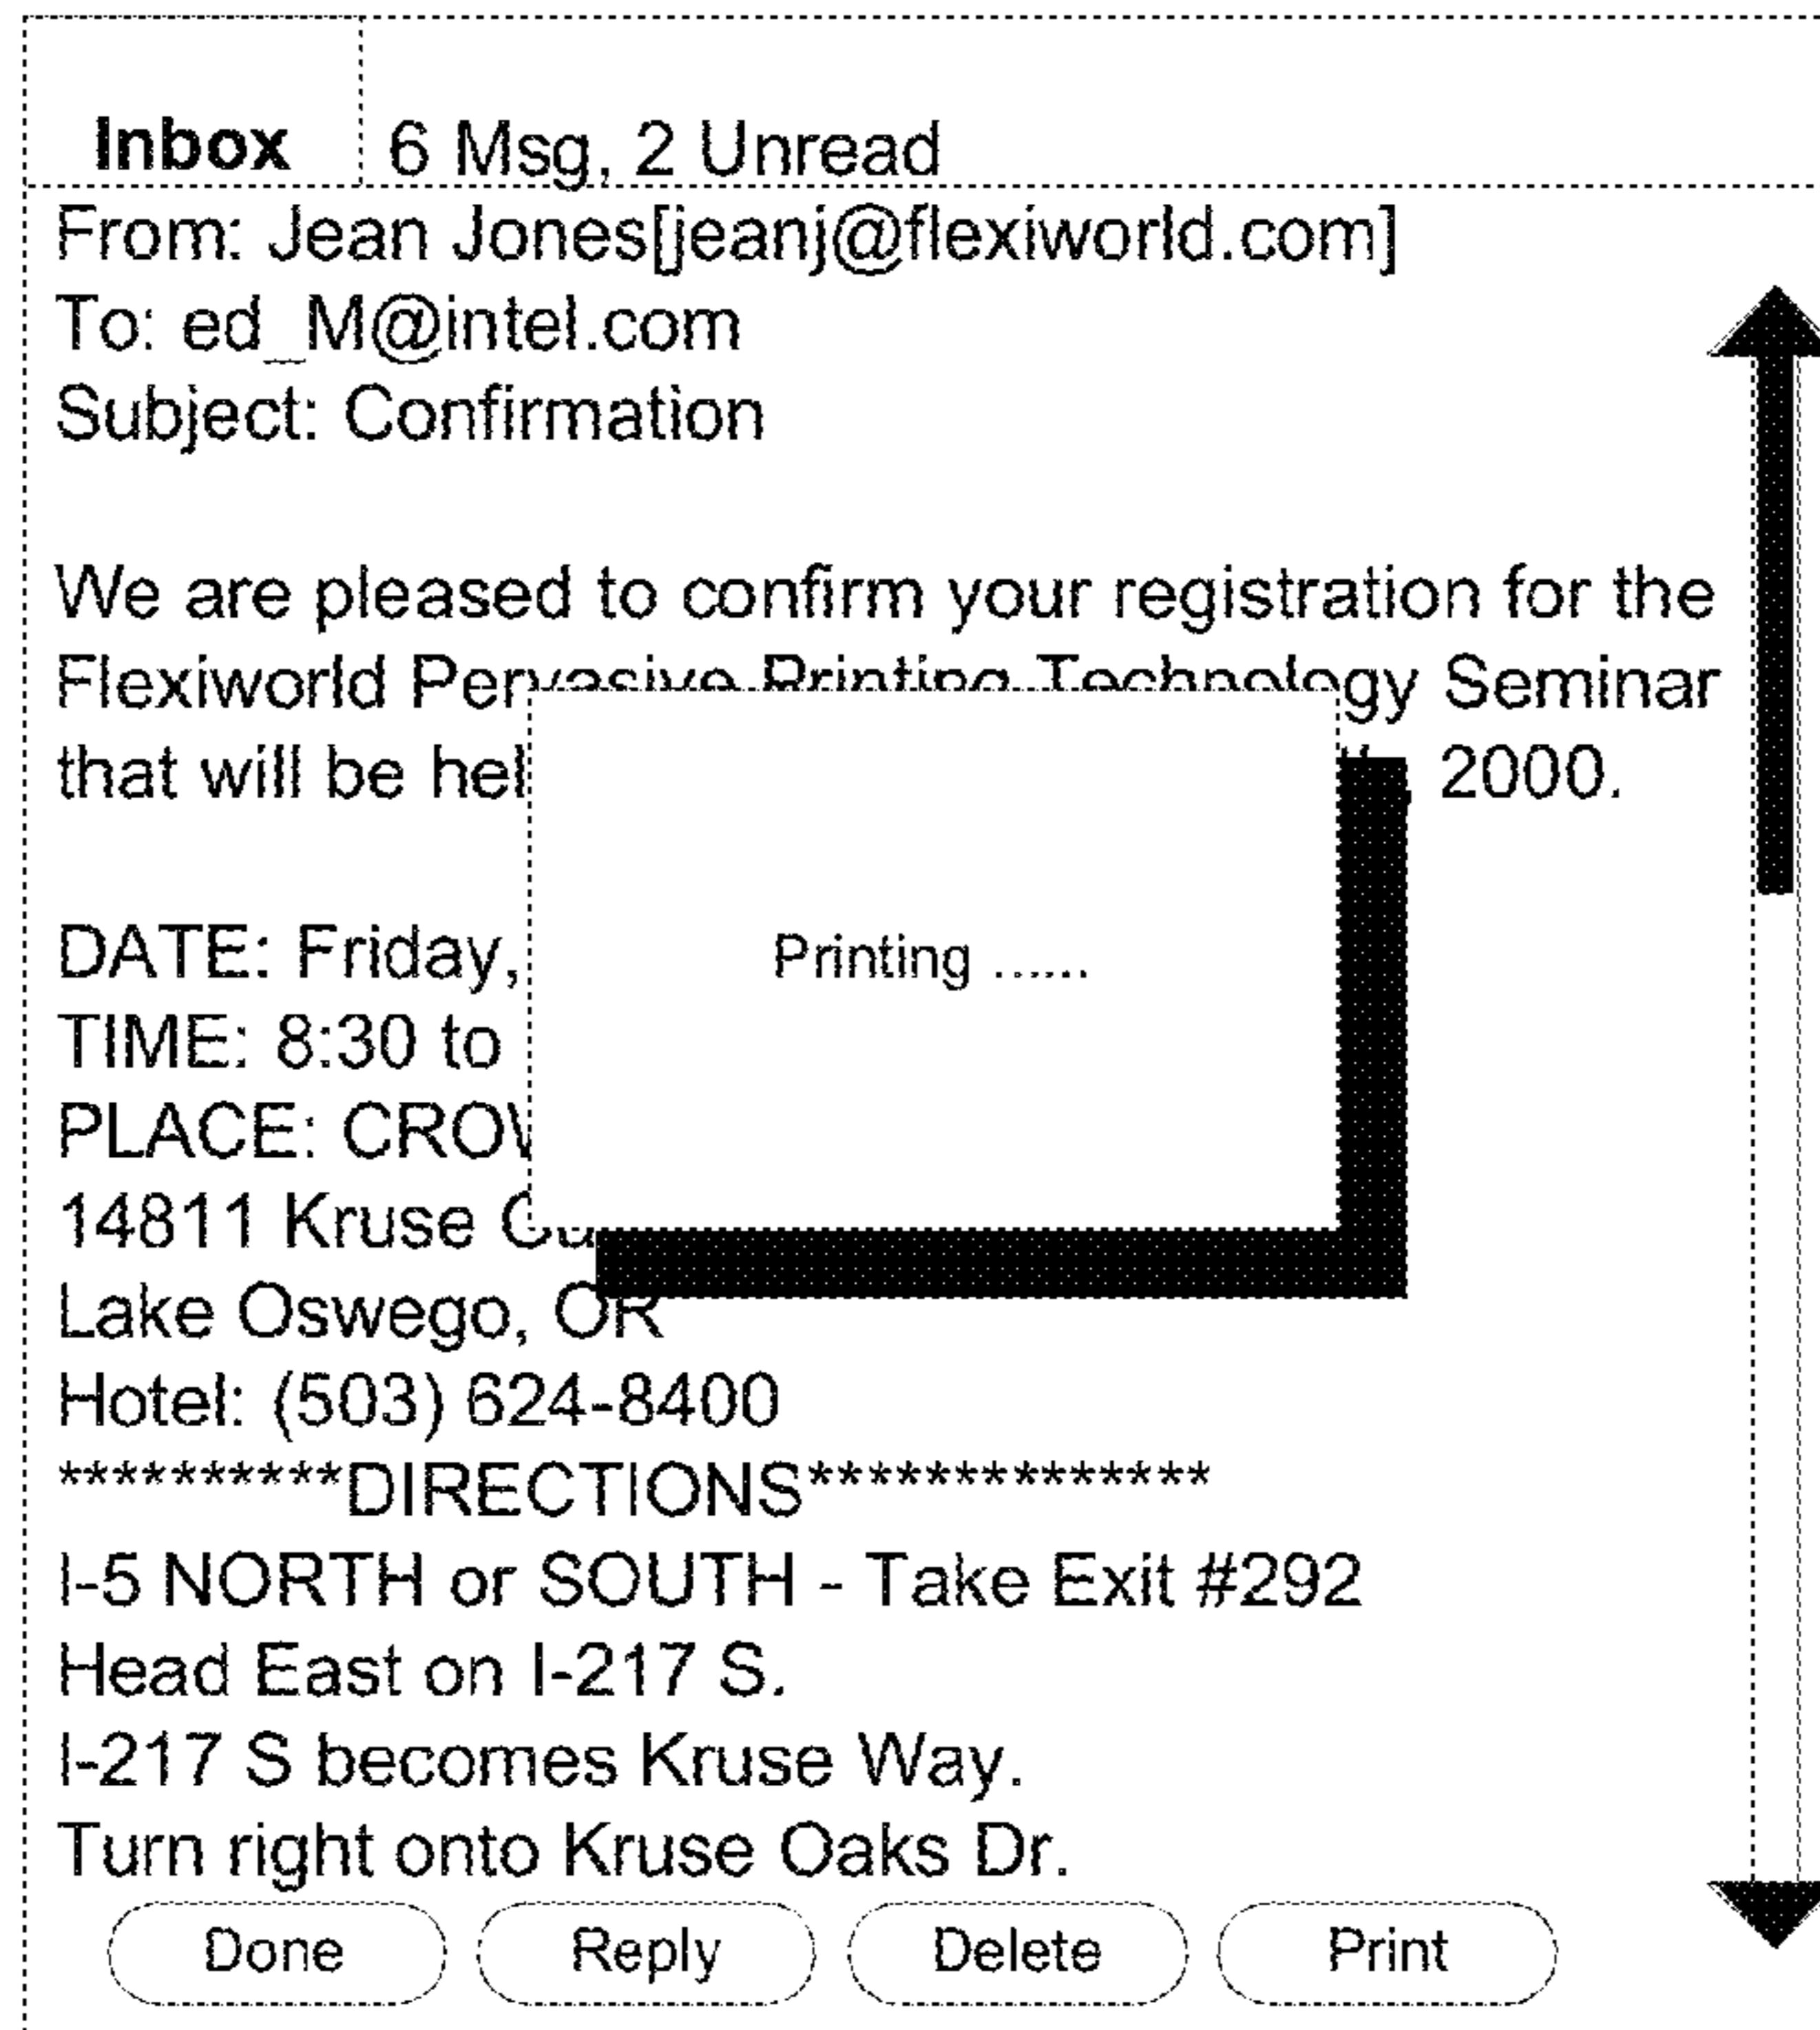 Inbox 6 Msg, 2 Unread
From: Jean Jones[jeanj@flexiworld.com]
To: ed_M@intel.com
Subject: Confirmation
We are pleased to confirm your registration for the
Flexiworld Pervasive Printing Technology Seminar
that will be 2000.
Printing ......
DATE: Friday,
TIME: 8:30 to
PLACE:
14811 Kruse
Lake Oswego, OR
Hotel: (503) 624-8400
**********DIRECTIONS**************
I-5 NORTH or SOUTH - Take Exit #292
Head East on I-217 S.
I-217 S becomes Kruse Way.
Turn right onto Kruse Oaks Dr.
Done Reply Delete Print